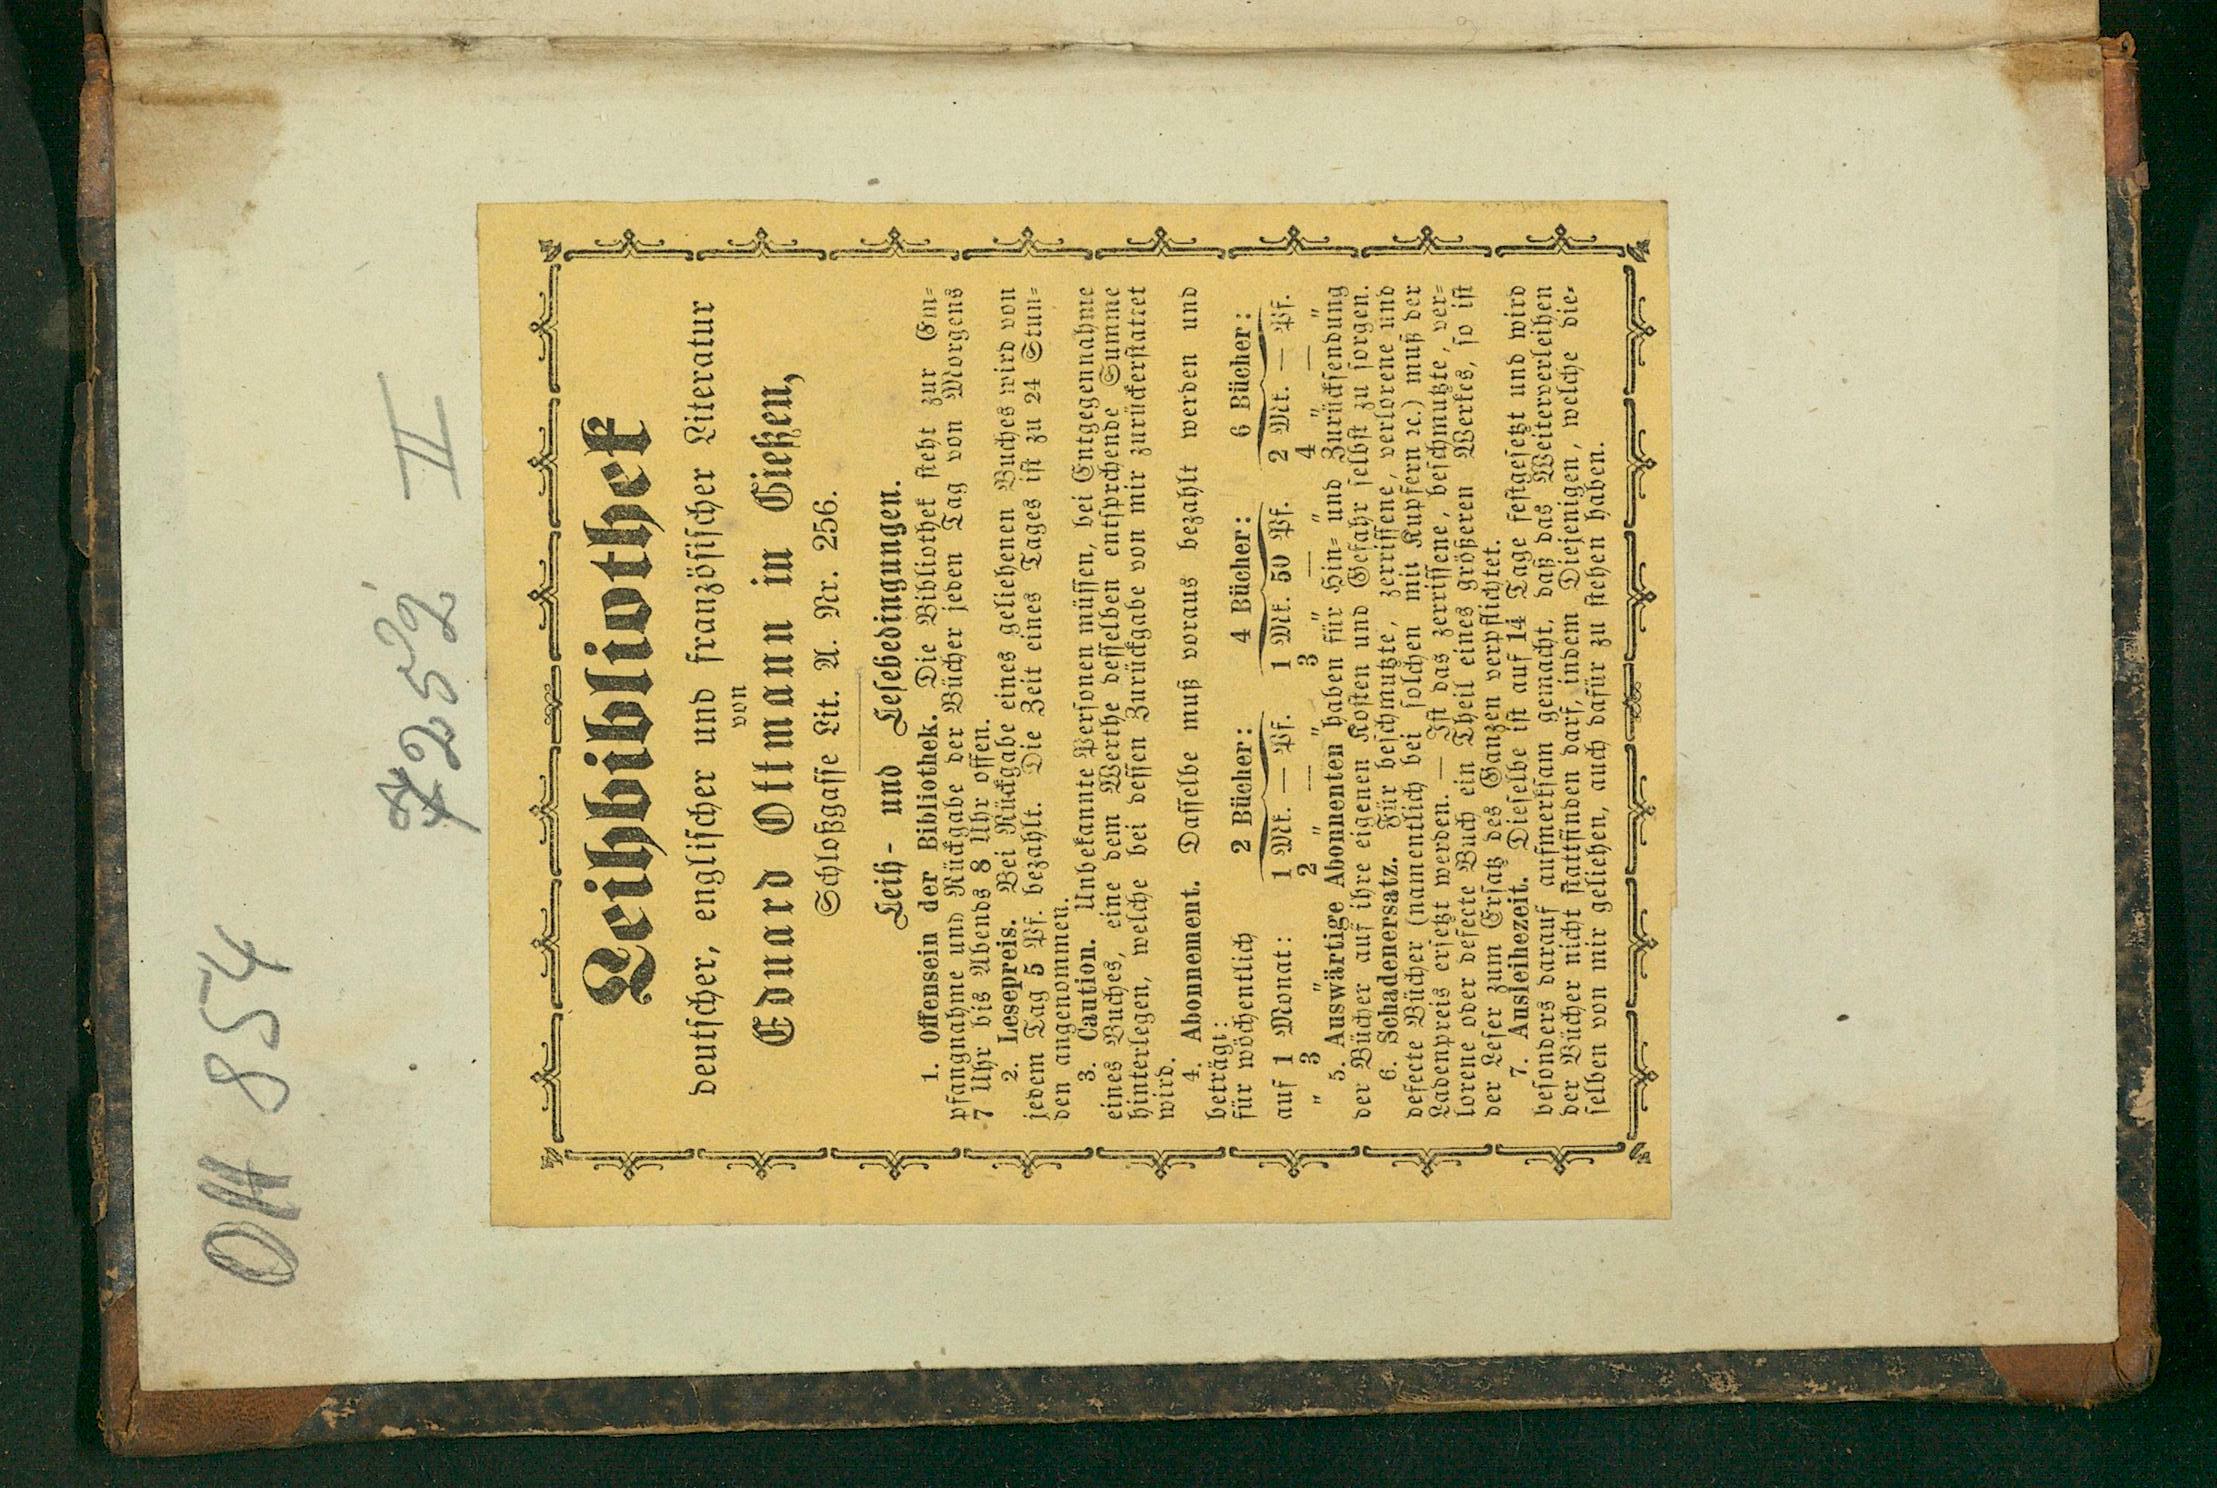 OH 854
7252 II
Leihbibliothek
deutscher, englischer und französischer Literatur
von
Eduard Ottmann in Gießen,
Schloßgasse Lit. A. Nr. 256.
Leih- und Lesebedingungen.
1. Offensein der Bibliothek. Die Bibliothek steht zur Em-
pfangnahme und Rückgabe der Bücher jeden Tag von Morgens
7 Uhr bis Abends 8 Uhr offen.
2. Lesepreis. Bei Rückgabe eines geliehenen Buches wird von
jedem Tag 5 Pf. bezahlt. Die Zeit eines Tages ist zu 24 Stun-
den angenommen.
3. Caution. Unbekannte Personen müssen, bei Entgegennahme
eines Buches, eine dem Werthe desselben entsprchende Summe
hinterlegen, welche bei dessen Zurückgabe von mir zurückerstattet
wird.
4. Abonnement. Dasselbe muß voraus bezahlt werden und
beträgt:
für wöchentlich 2 Bücher: 4 Bücher: 6 Bücher:
auf 1 Monat: 1 Mk. — Pf. 1 Mk. 50 Pf. 2 Mk. — Pf.
" 3 " 2 " — " 3 " — " 4 " — "
5. Auswärtige Abonnenten haben für Hin- und Zurücksendung
der Bücher auf ihre eigenen Kosten und Gefahr selbst zu sorgen.
6. Schadenersatz. Für beschmutzte, zerrissene, verlorene und
defecte Bücher (namentlich bei solchen mit Kupfern ꝛc.) muß der
Ladenpreis ersetzt werden. — Ist das zerrissene, beschmutzte, ver-
lorene oder defecte Buch ein Theil eines größeren Werkes, so ist
der Leser zum Ersatz des Ganzen verpflichtet.
7. Ausleihezeit. Dieselbe ist auf 14 Tage festgesetzt und wird
besonders darauf aufmerksam gemacht, daß das Weiterverleihen
der Bücher nicht stattfinden darf, indem Diejenigen, welche die-
selben von mir geliehen, auch dafür zu stehen haben.